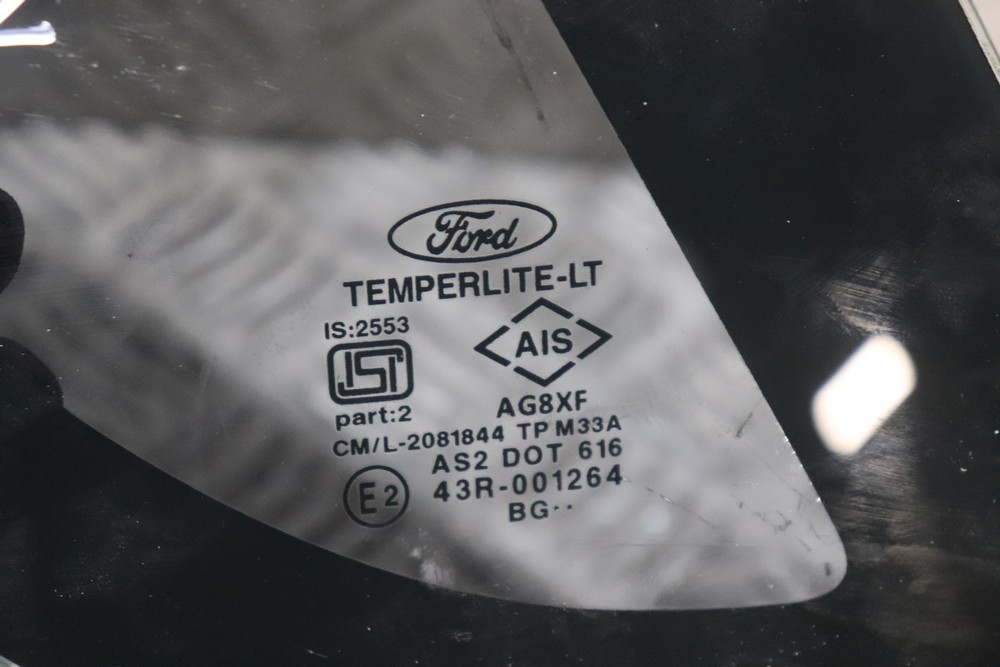 Ford
TEMPERLITE-LT
IS:2553
ISI
AIS
part:2
AG8XF
CM/L-2081844 TP M33A
AS2 DOT 616
E2
43R-001264
BG··